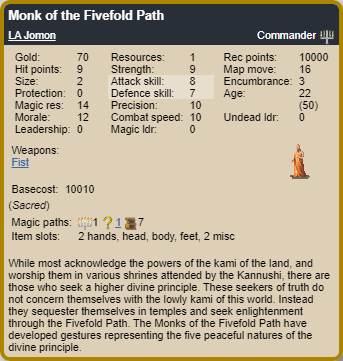 Monk of the Fivefold Path
LA Jomon Commander
Gold: 70 Resources: 1 Rec points: 10000
Hit points: 9 Strength: 9 Map move: 16
Size: 2 Attack skill: 8 Encumbrance: 3
Protection: 0 Defence skill: 7 Age: 22
Magic res: 14 Precision: 10 (50)
Morale: 12 Combat speed: 10 Undead ldr: 0
Leadership: 0 Magic ldr: 0
Weapons:
Fist
Basecost: 10010
(Sacred)
Magic paths: 1 ? 1 7
Item slots: 2 hands, head, body, feet, 2 misc
While most acknowledge the powers of the kami of the land, and
worship them in various shrines attended by the Kannushi, there are
those who seek a higher divine principle. These seekers of truth do
not concern themselves with the lowly kami of this world. Instead
they sequester themselves in temples and seek enlightenment
through the Fivefold Path. The Monks of the Fivefold Path have
developed gestures representing the five peaceful natures of the
divine principle.